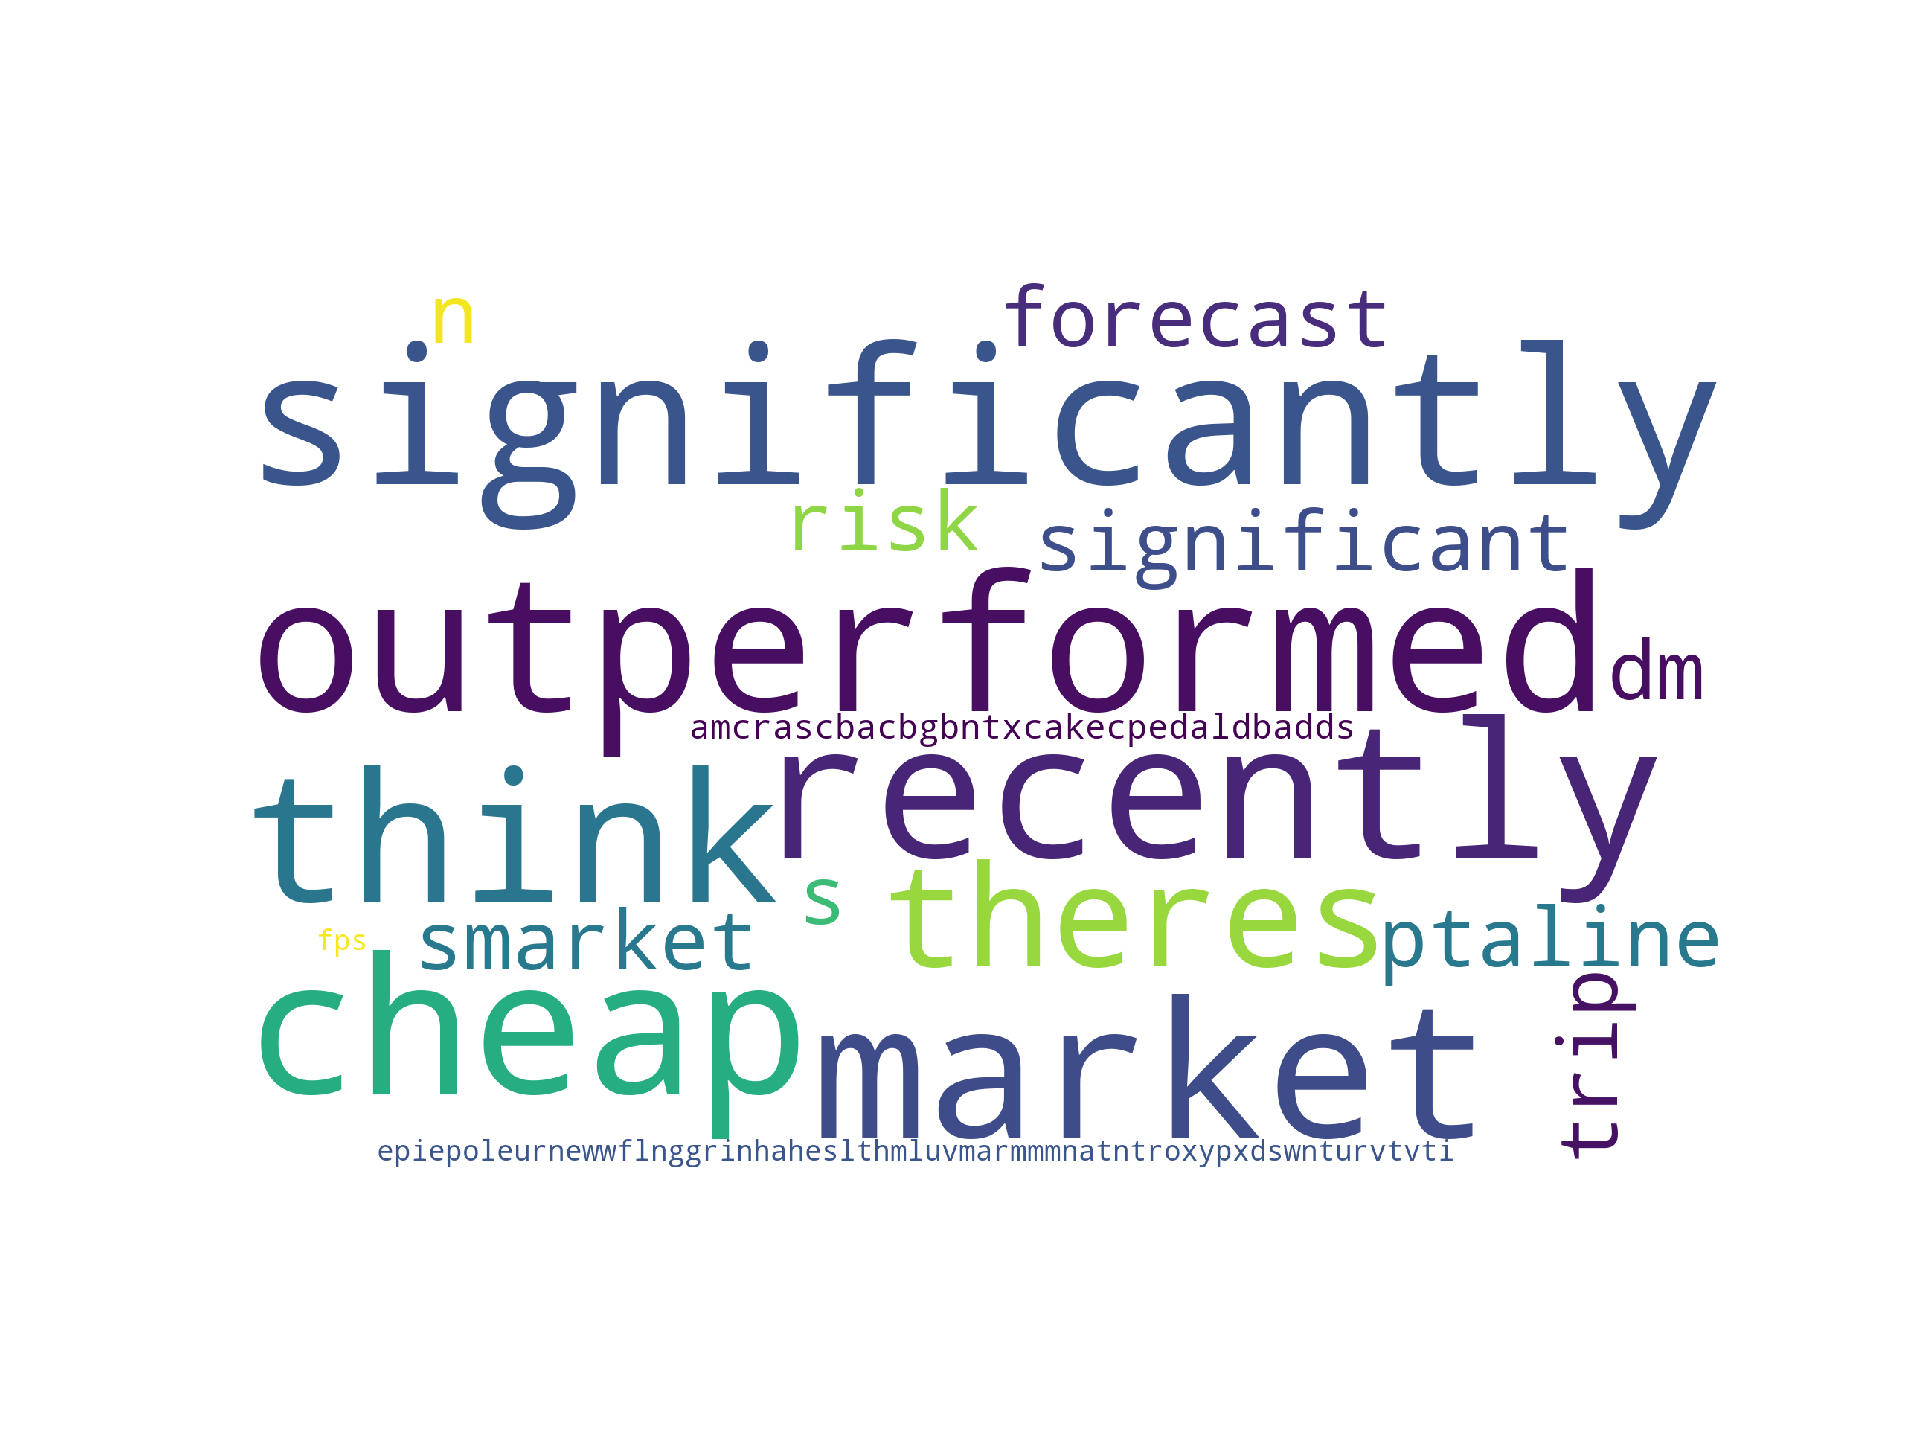 n
forecast
significantly
risk
significant
outperformed
dm
amcrascbacbgbntxcakecpedaldbadds
recently
think
s
theres
smarket
ptaline
fps
cheap
market
trip
epiepoleurnewwflnggrinhaheslthmluvmarmmmnatntroxypxdswnturvtvti